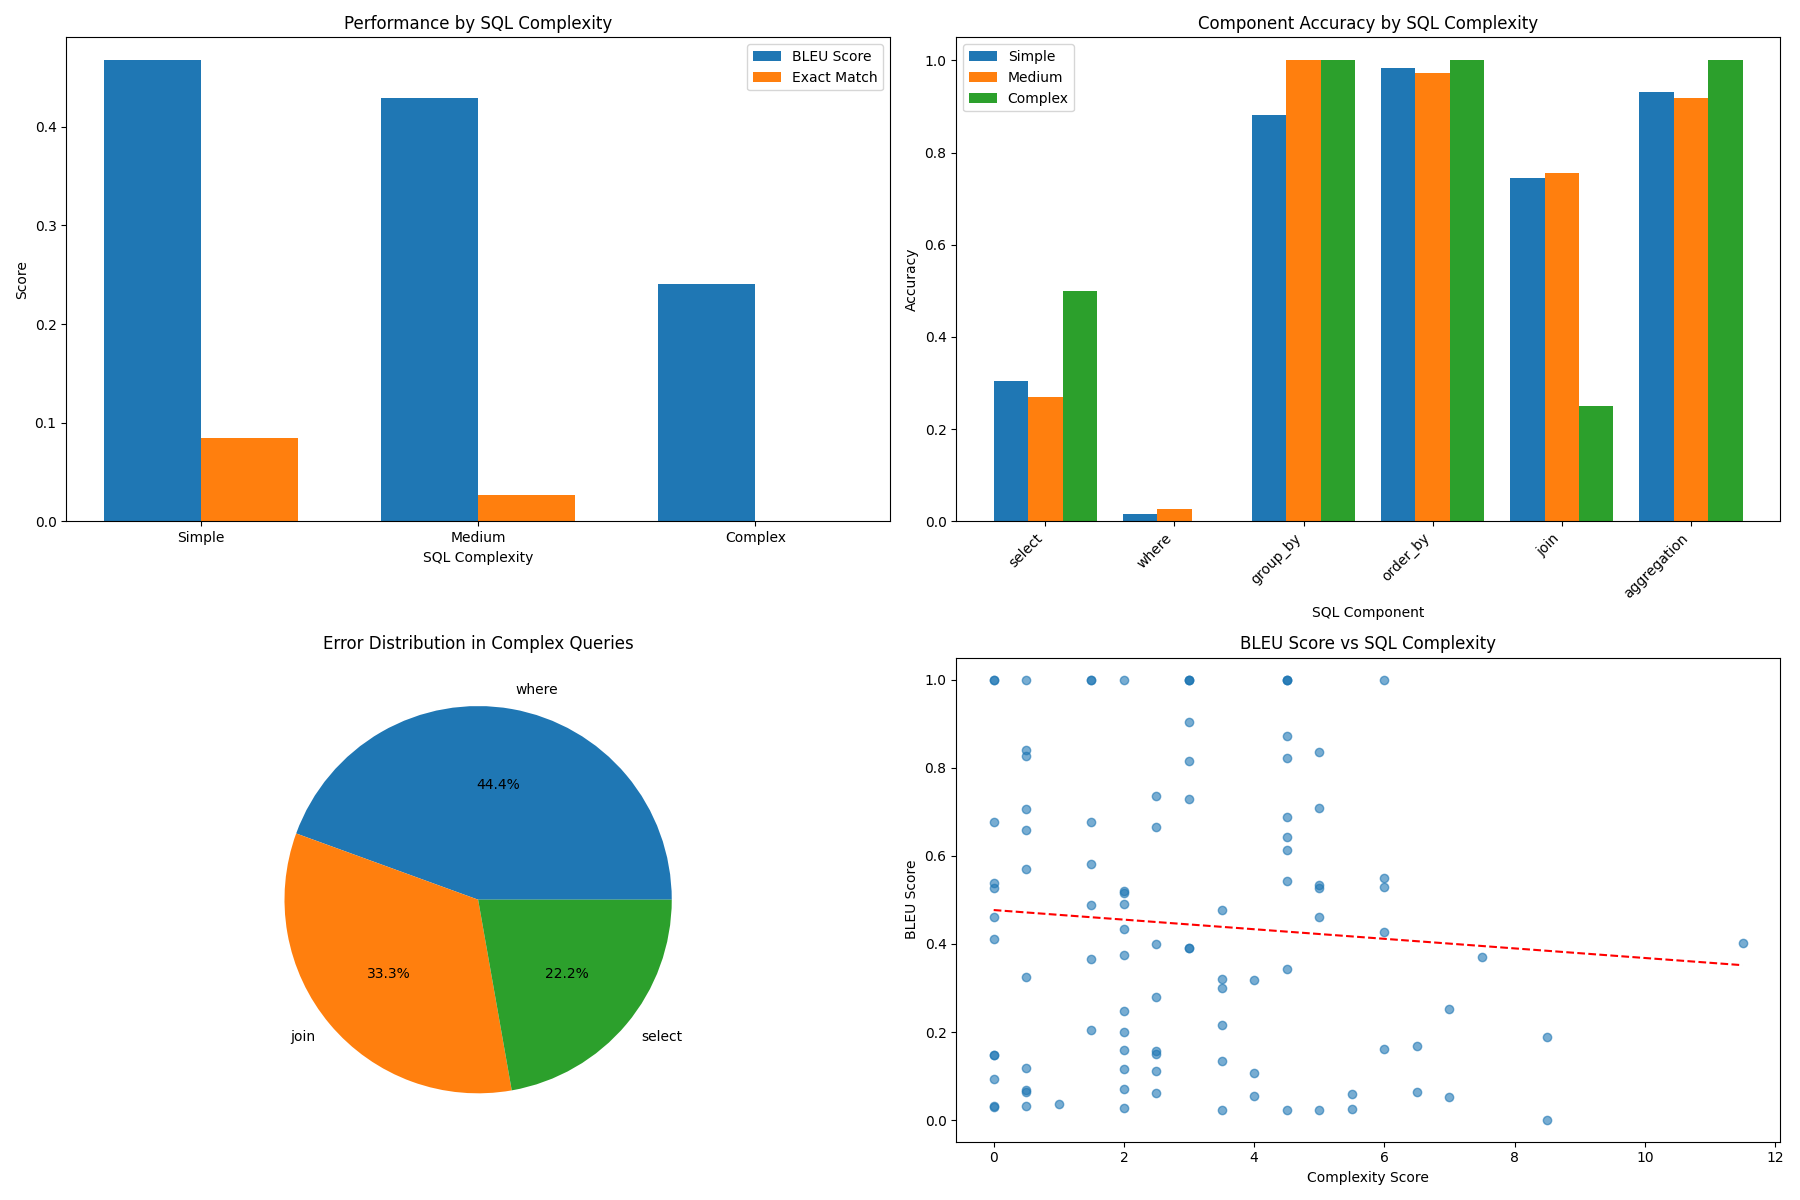 Performance by SQL Complexity
BLEU Score
Exact Match
Score
0.4
0.3
0.2
0.1
0.0
Simple
Medium
Complex
SQL Complexity
Component Accuracy by SQL Complexity
Simple
Medium
Complex
Accuracy
1.0
0.8
0.6
0.4
0.2
0.0
select
where
group_by
order_by
join
aggregation
SQL Component
Error Distribution in Complex Queries
where
44.4%
33.3%
22.2%
join
select
BLEU Score vs SQL Complexity
BLEU Score
1.0
0.8
0.6
0.4
0.2
0.0
0
2
4
6
8
10
12
Complexity Score